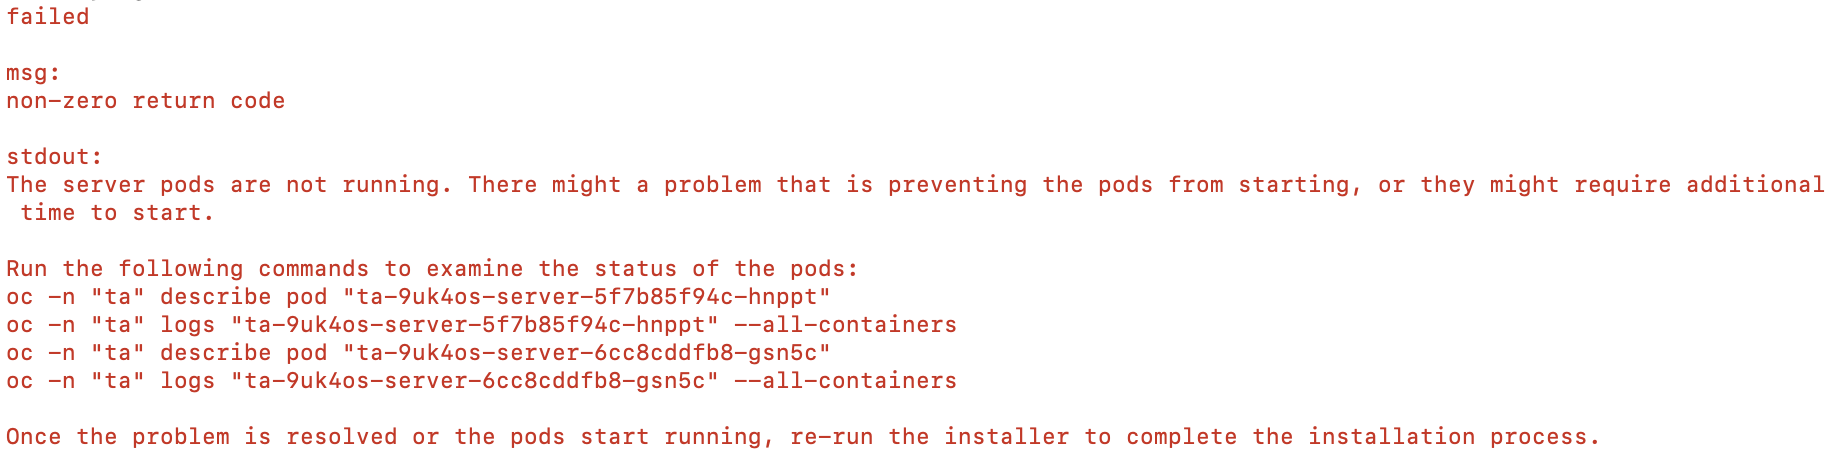 failed
msg:
non-zero return code
stdout:
The server pods are not running. There might a problem that is preventing the pods from starting, or they might require additional
time to start.
Run the following commands to examine the status of the pods:
oc -n "ta" describe pod "ta-9uk4os-server-5f7b85f94c-hnppt"
oc -n "ta" logs "ta-9uk4os-server-5f7b85f94c-hnppt" --all-containers
oc -n "ta" describe pod "ta-9uk4os-server-6cc8cddfb8-gsn5c"
oc -n "ta" logs "ta-9uk4os-server-6cc8cddfb8-gsn5c" --all-containers
Once the problem is resolved or the pods start running, re-run the installer to complete the installation process.